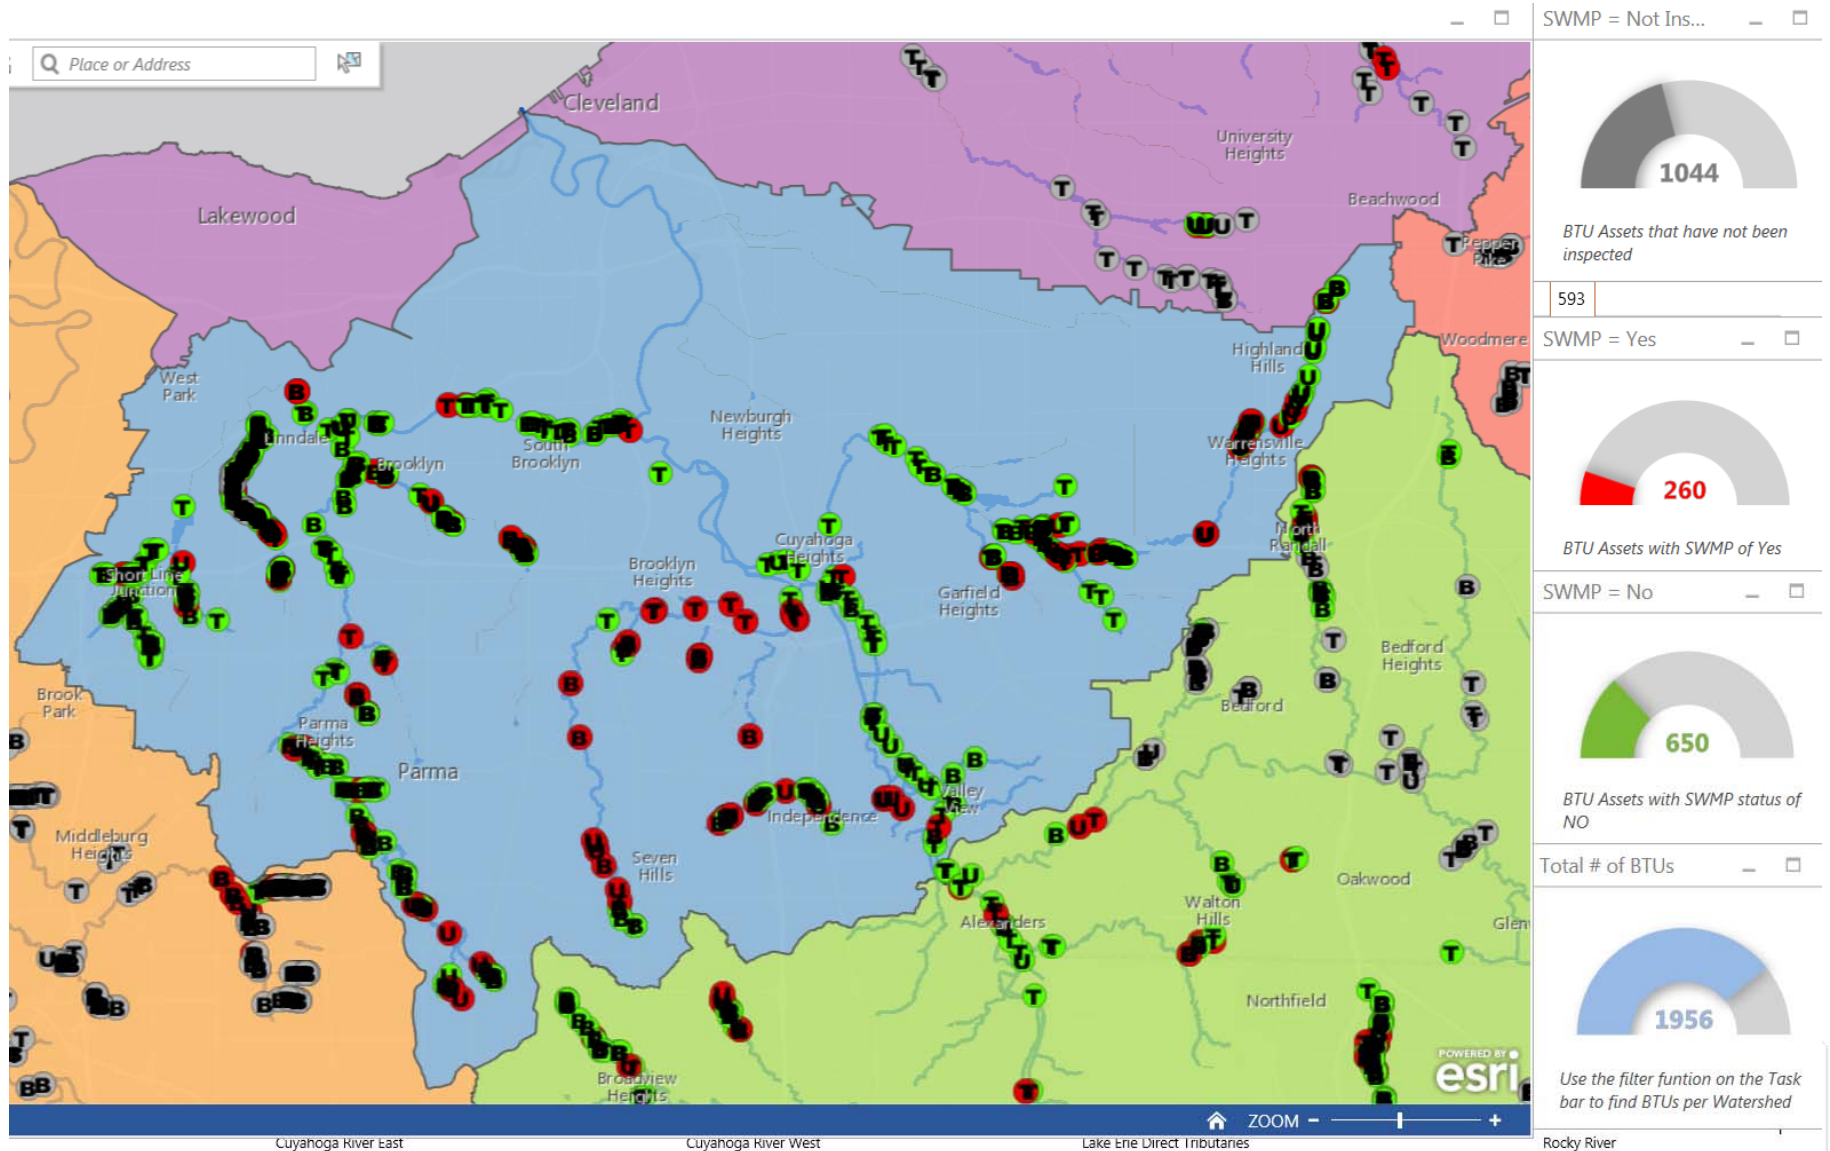 SWMP = Not Ins...
Place or Address
Cleveland
University
Heights
Beachwood
Lakewood
1044
BTU Assets that have not been
inspected
Pepper
Pike
593
SWMP = Yes
Woodmere
Highland
Hills
West
Park
Linndale
Newburgh
Heights
South
Brooklyn
Brooklyn
Warrensville
Heights
260
BTU Assets with SWMP of Yes
North
Randall
Cuyahoga
Heights
Short Line
Junction
Brooklyn
Heights
Garfield
Heights
SWMP = No
Bedford
Heights
Bedford
Brook
Park
Parma
Heights
Parma
650
BTU Assets with SWMP status of
NO
Valley
View
Independence
Middleburg
Heights
Seven
Hills
Total # of BTUs
Oakwood
Walton
Hills
Alexanders
Glen
Northfield
1956
Broadview
Heights
POWERED BY
esri
Use the filter funtion on the Task
bar to find BTUs per Watershed
ZOOM
Cuyahoga River East
Cuyahoga River West
Lake Erie Direct Tributaries
Rocky River